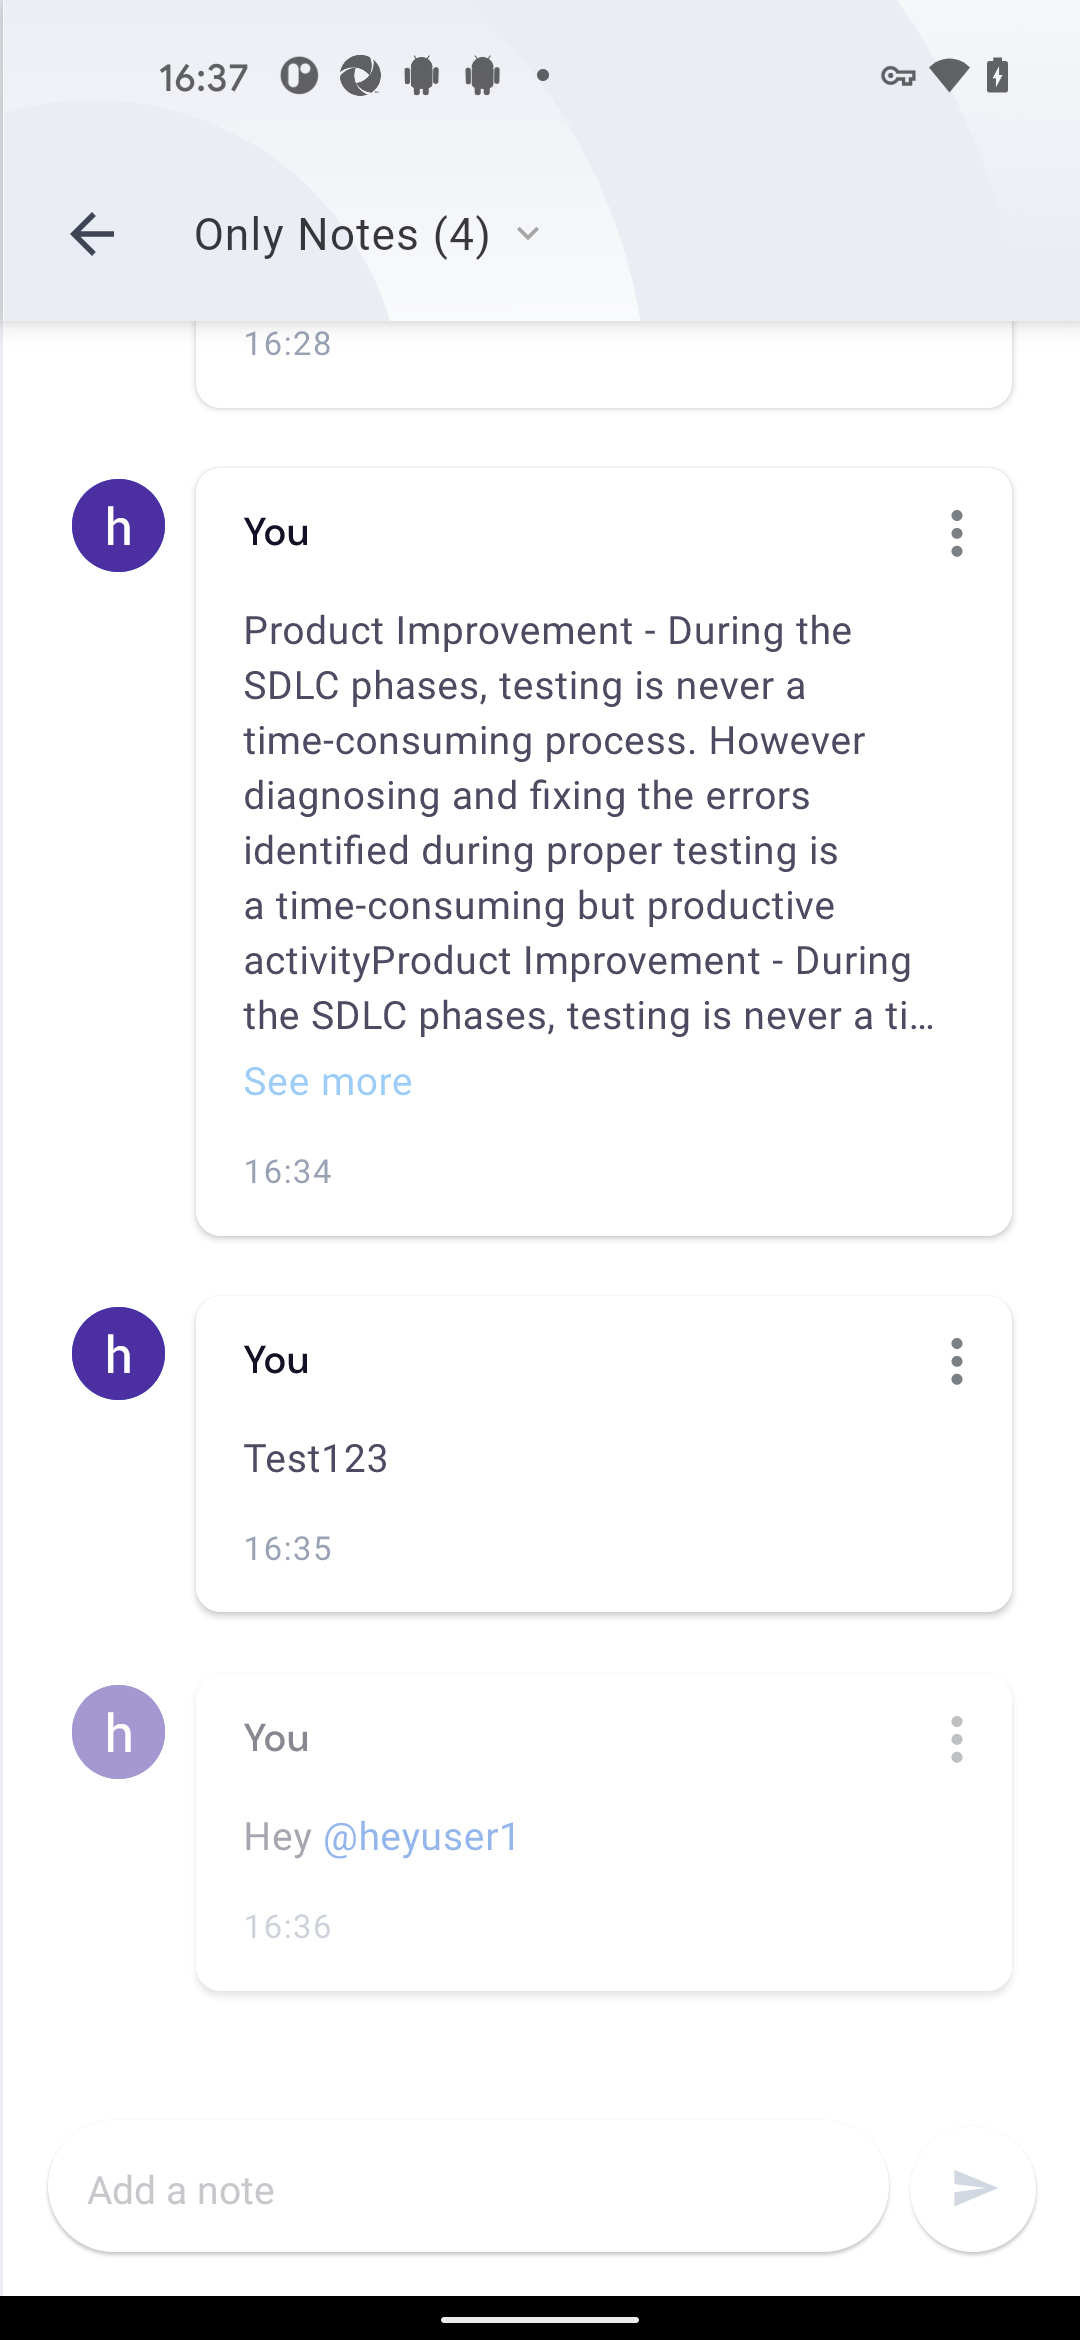 16:37
Only Notes (4)
16:28
h
You
Product Improvement - During the
SDLC phases, testing is never a
time-consuming process. However
diagnosing and fixing the errors
identified during proper testing is
a time-consuming but productive
activityProduct Improvement - During
the SDLC phases, testing is never a ti...
See more
16:34
h
You
Test123
16:35
h
You
Hey @heyuser1
16:36
Add a note